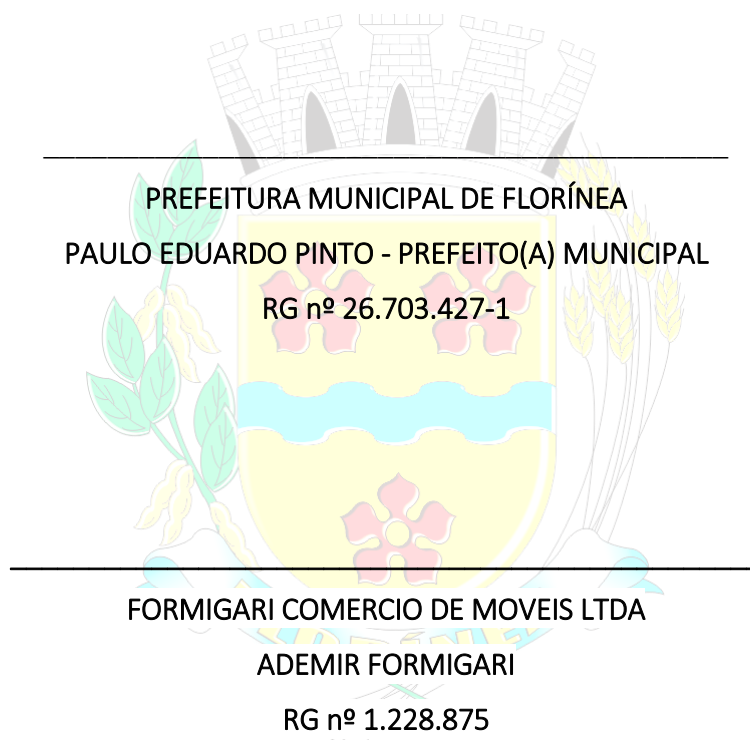 PREFEITURA MUNICIPAL DE FLORÍNEA
PAULO EDUARDO PINTO - PREFEITO(A) MUNICIPAL
RG nº 26.703.427-1
FORMIGARI COMERCIO DE MOVEIS LTDA
ADEMIR FORMIGARI
RG nº 1.228.875